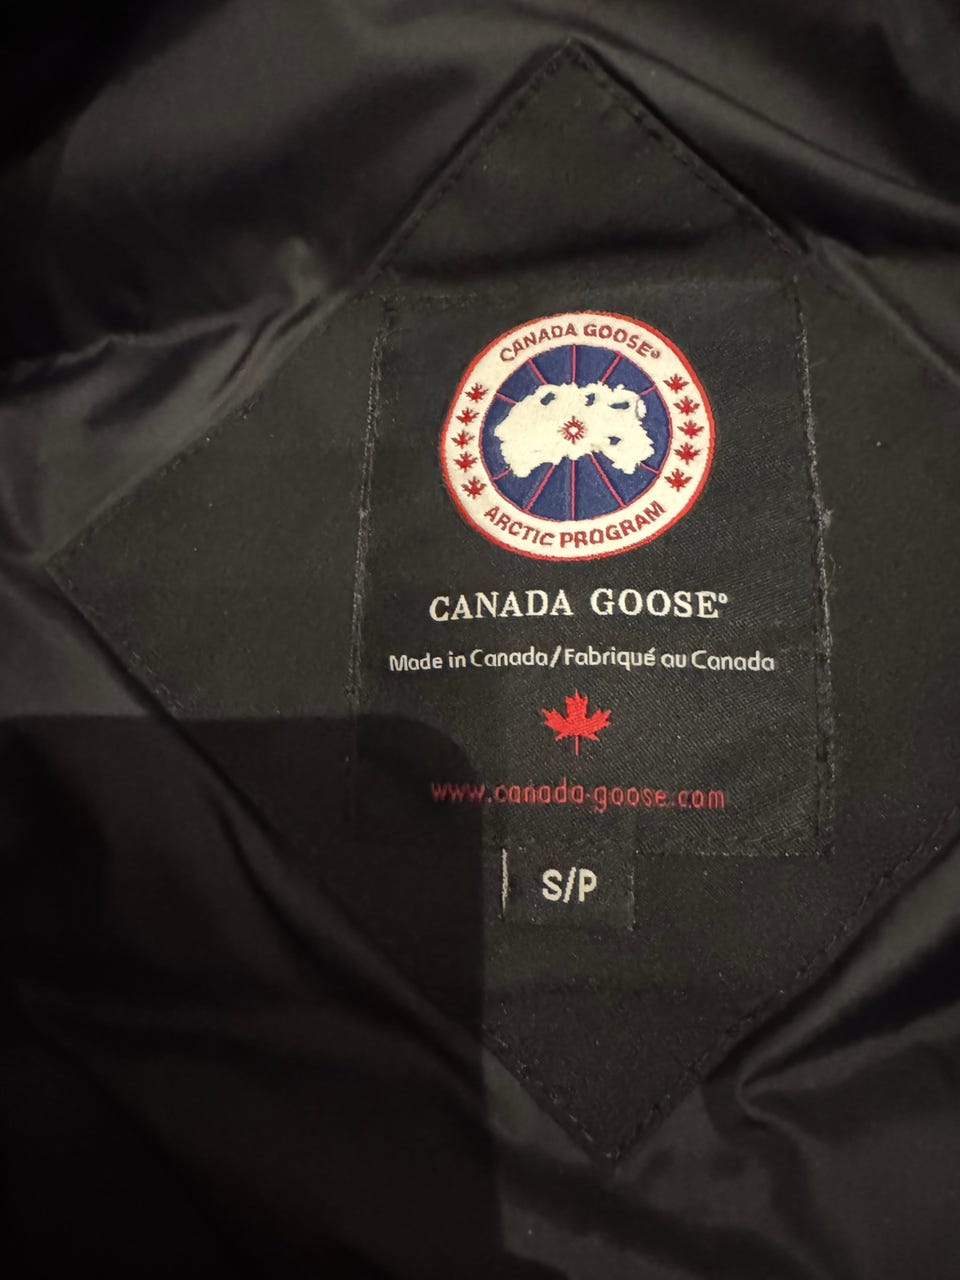 CANADA GOOSE®
ARCTIC PROGRAM
CANADA GOOSE®
Made in Canada/Fabriqué au Canada
www.canada-goose.com
S/P